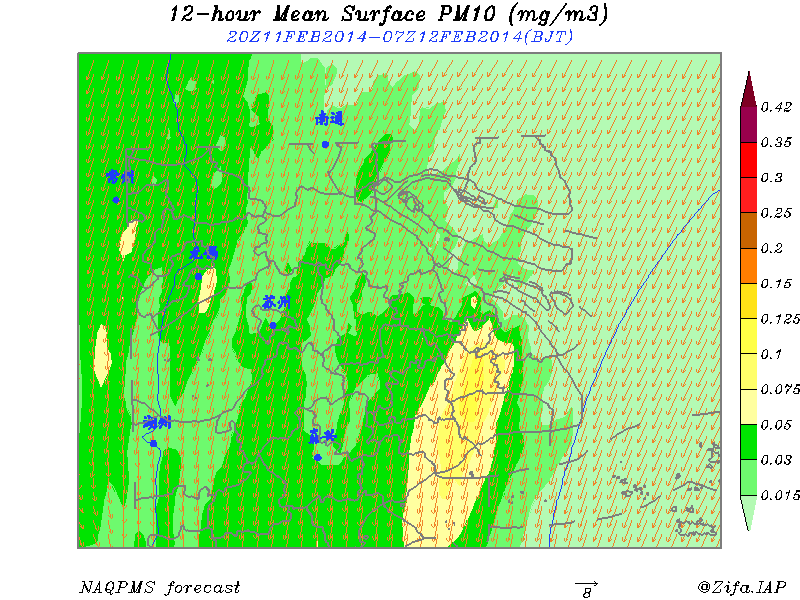 12-hour Mean Surface PM10 (mg/m3)
20Z11FEB2014-07Z12FEB2014(BJT)
南通
常州
无锡
苏州
湖州
嘉兴
0.42
0.35
0.3
0.25
0.2
0.15
0.125
0.1
0.075
0.05
0.03
0.015
NAQPMS forecast
8
@Zifa.IAP